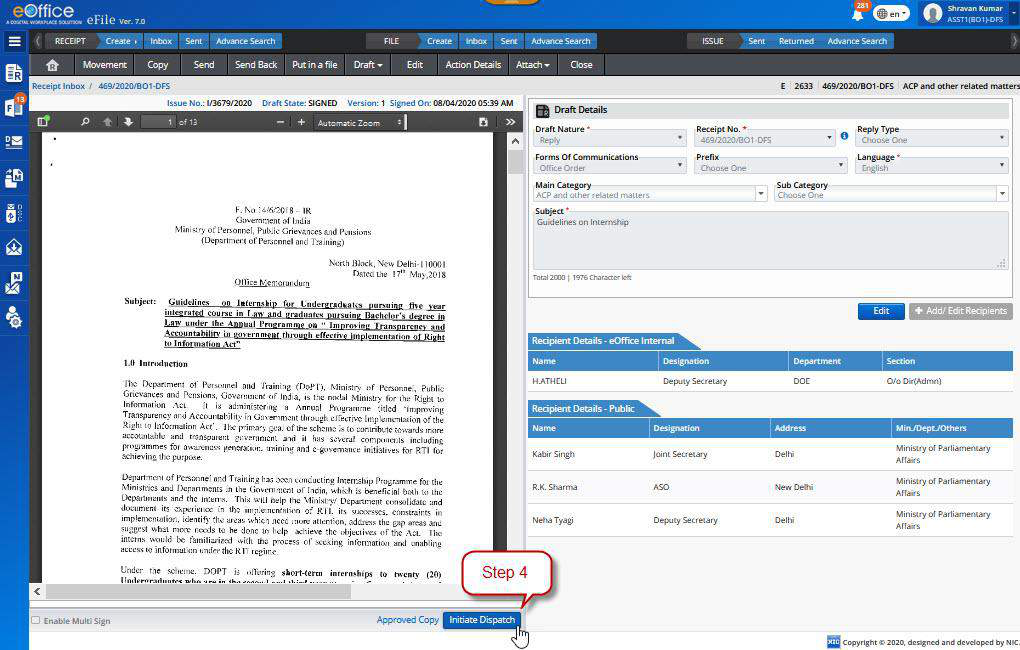 eOffice
A DIGITAL WORKPLACE SOLUTION
eFile Ver. 7.0
281
en
Shravan Kumar
ASST1(BO1)-DFS
RECEIPT Create Inbox Sent Advance Search
FILE Create Inbox Sent Advance Search
ISSUE Sent Returned Advance Search
Movement Copy Send Send Back Put in a file Draft Edit Action Details Attach Close
Receipt Inbox / 469/2020/BO1-DFS
E 2633 469/2020/BO1-DFS ACP and other related matters
13
DSC
Issue No.: I/3679/2020 Draft State: SIGNED Version: 1 Signed On: 08/04/2020 05:39 AM
1 of 13
Automatic Zoom
F. No 14/6/2018 – IR
Government of India
Ministry of Personnel, Public Grievances and Pensions
(Department of Personnel and Training)
North Block, New Delhi-110001
Dated the 17th May,2018
Office Memorandum
Subject: Guidelines on Internship for Undergraduates pursuing five year
integrated course in Law and graduates pursuing Bachelor's degree in
Law under the Annual Programme on " Improving Transparency and
Accountability in government through effective implementation of Right
to Information Act"
1.0 Introduction
The Department of Personnel and Training (DoPT), Ministry of Personnel, Public
Grievances and Pensions, Government of India, is the nodal Ministry for the Right to
Information Act. It is administering a Annual Programme titled 'Improving
Transparency and Accountability in Government through effective Implementation of the
Right to Information Act'. The primary goal of the scheme is to contribute towards more
accountable and transparent government and it has several components including
programmes for awareness generation, training and e-governance initiatives for RTI for
achieving the purpose.
Department of Personnel and Training has been conducting Internship Programme for the
Ministries and Departments in the Government of India, which is beneficial both to the
Departments and the interns. This will help the Ministry/ Department consolidate and
document its experience in the implementation of RTI, its successes, constraints in
implementation, identify the areas which need more attention, address the gap areas and
suggest what more needs to be done to help achieve the objectives of the Act. The
interns would be familiarized with the process of seeking information and enabling
access to information under the RTI regime.
Under the scheme, DOPT is offering short-term internships to twenty (20)
Undergraduates who are in the second and third
Step 4
Enable Multi Sign
Approved Copy
Initiate Dispatch
Draft Details
Draft Nature * Receipt No. * Reply Type
Reply 469/2020/BO1-DFS Choose One
Forms Of Communications Prefix Language *
Office Order Choose One English
Main Category Sub Category
ACP and other related matters Choose One
Subject *
Guidelines on Internship
Total 2000 | 1976 Character left
Edit
Add/ Edit Recipients
Recipient Details - eOffice Internal
Name Designation Department Section
H.ATHELI Deputy Secretary DOE O/o Dir(Admn)
Recipient Details - Public
Name Designation Address Min./Dept./Others
Kabir Singh Joint Secretary Delhi Ministry of Parliamentary
Affairs
R.K. Sharma ASO New Delhi Ministry of Parliamentary
Affairs
Neha Tyagi Deputy Secretary Delhi Ministry of Parliamentary
Affairs
NIC
Copyright © 2020, designed and developed by NIC.